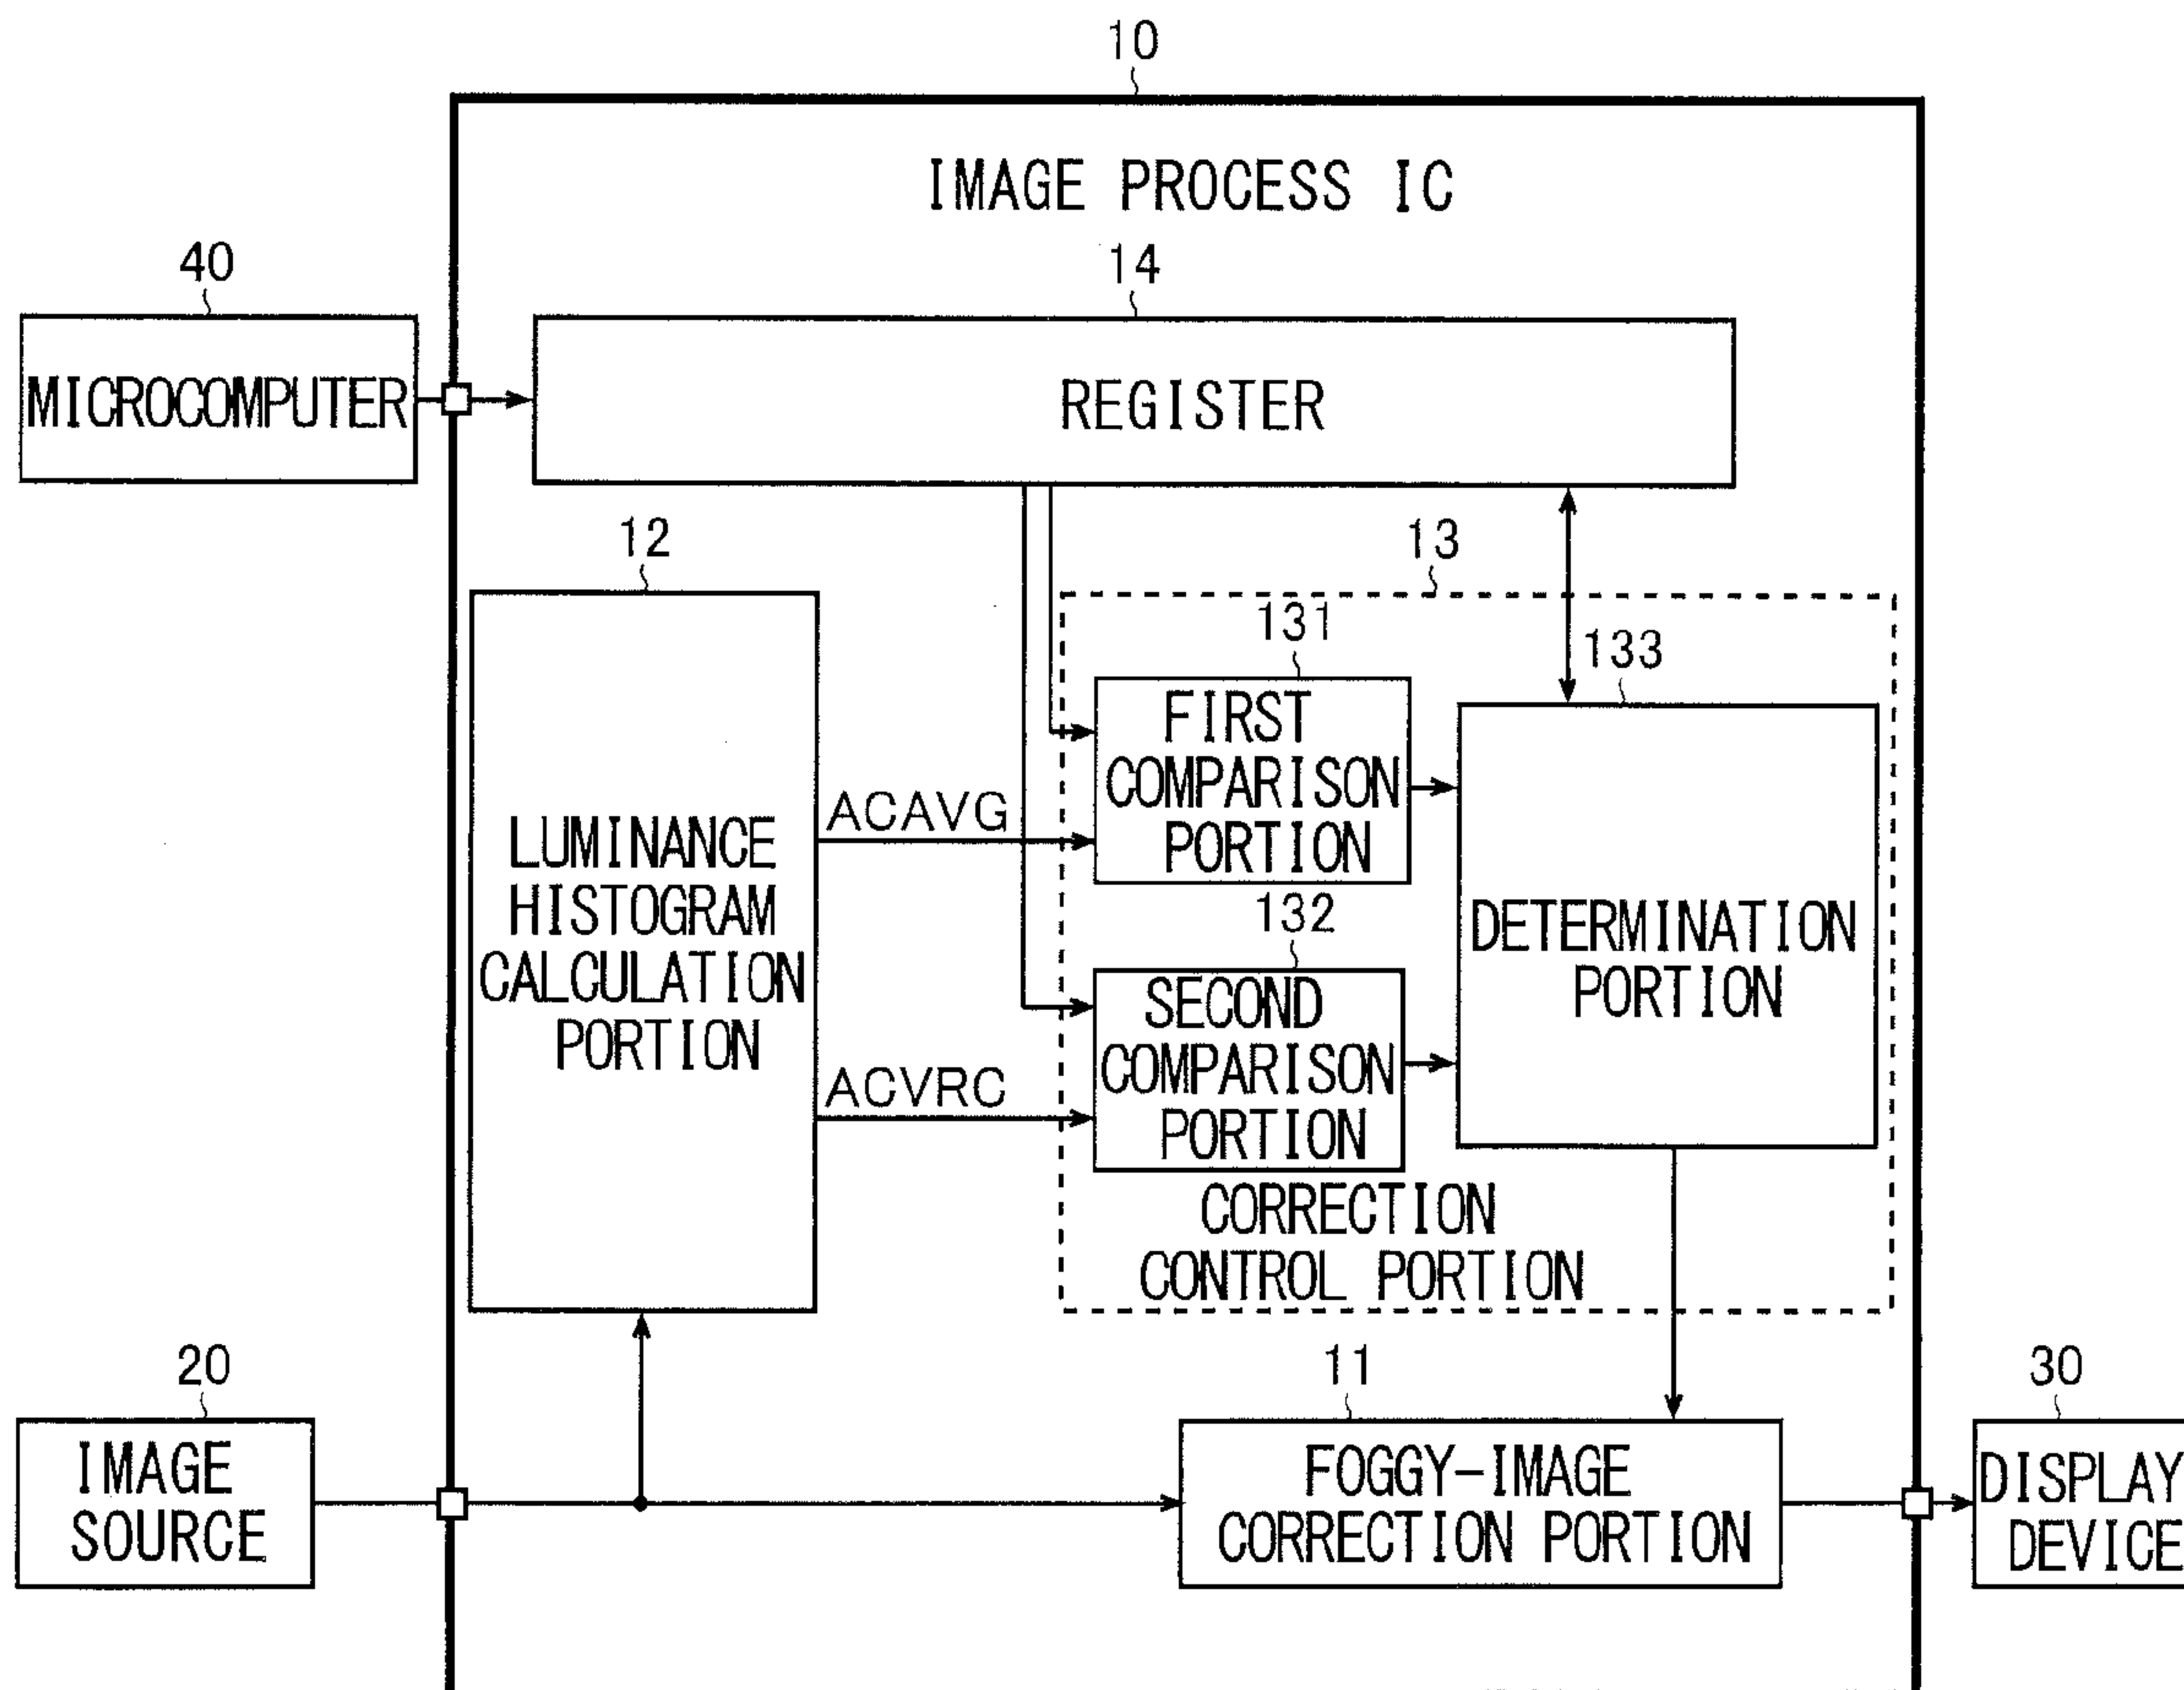 10
IMAGE PROCESS IC
40
14
MICROCOMPUTER
REGISTER
12
13
131
133
FIRST
COMPARISON
PORTION
ACAVG
LUMINANCE
HISTOGRAM
CALCULATION
PORTION
132
DETERMINATION
PORTION
SECOND
COMPARISON
PORTION
ACVRC
CORRECTION
CONTROL PORTION
20
11
30
IMAGE
SOURCE
FOGGY-IMAGE
CORRECTION PORTION
DISPLAY
DEVICE